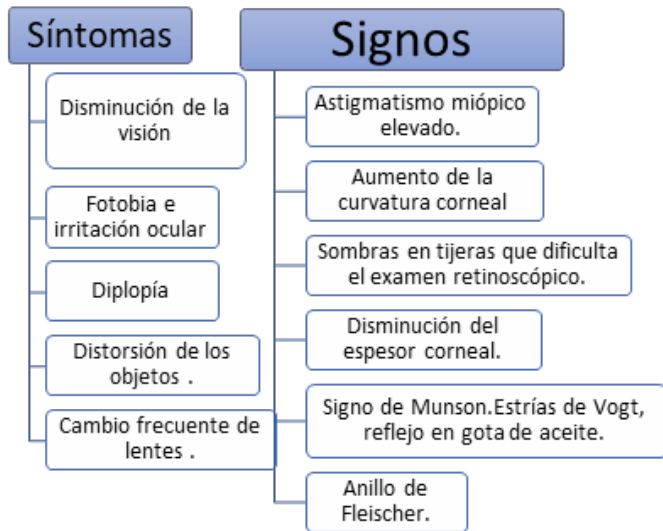 Síntomas
Disminución de la
visión
Fotobia e
irritación ocular
Diplopía
Distorsión de los
objetos .
Cambio frecuente de
lentes .
Signos
Astigmatismo miópico
elevado.
Aumento de la
curvatura corneal
Sombras en tijeras que dificulta
el examen retinoscópico.
Disminución del
espesor corneal.
Signo de Munson.Estrías de Vogt,
reflejo en gota de aceite.
Anillo de
Fleischer.